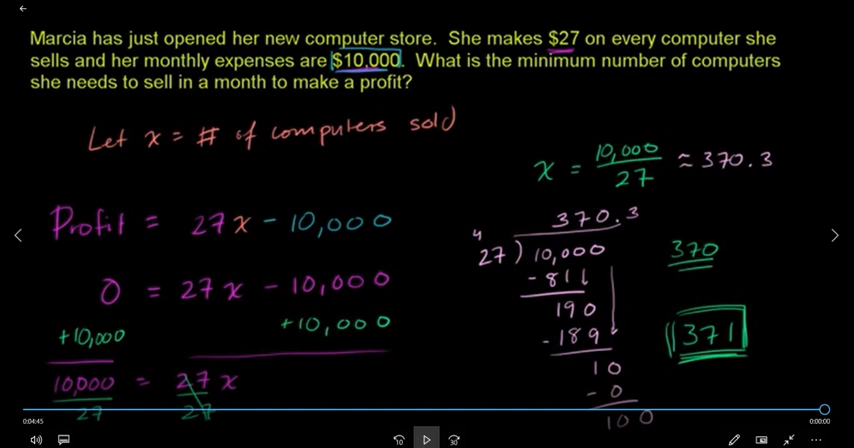 Marcia has just opened her new computer store. She makes $27 on every computer she
sells and her monthly expenses are $10,000. What is the minimum number of computers
she needs to sell in a month to make a profit?
Let x = # of computers sold
x = 10,000 / 27 ≈ 370.3
Profit = 27x - 10,000
0 = 27x - 10,000
+10,000 +10,000
10,000 = 27x
27 27
370.3
4
27 ) 10,000
- 811
190
- 189
10
- 0
100
370
371
0:04:45
0:00:00
10
30